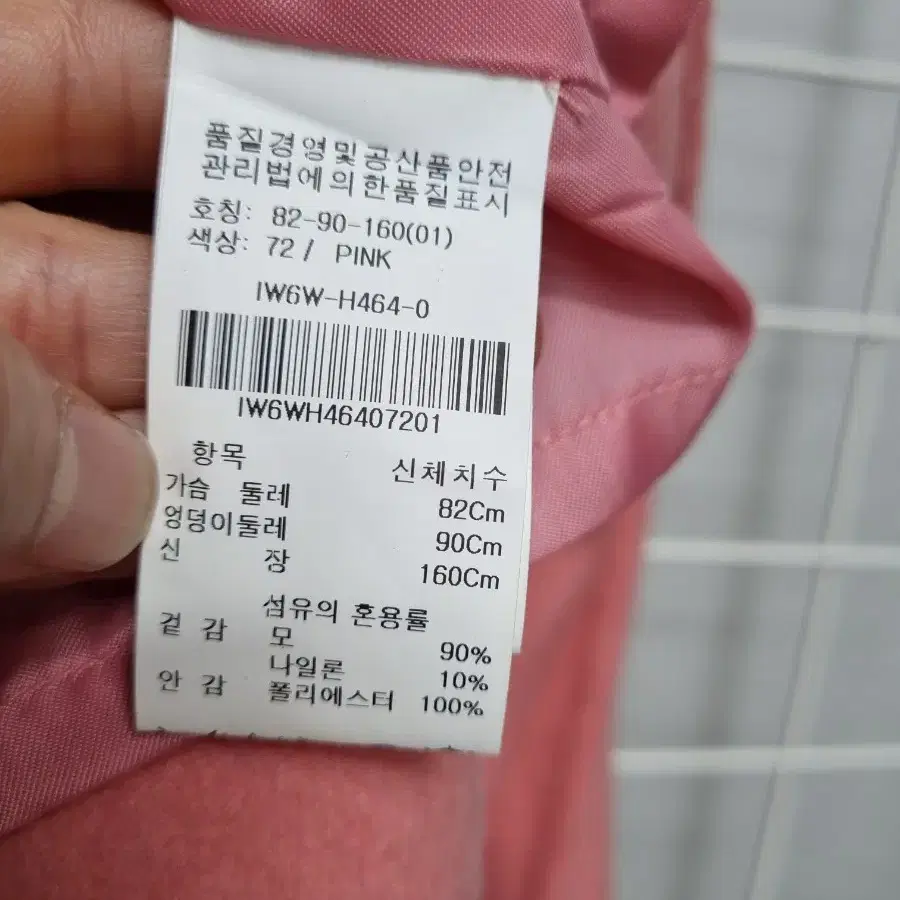 품질경영및공산품안전
관리법에의한품질표시
호칭: 82-90-160(01)
색상: 72 / PINK
IW6W-H464-0
IW6WH46407201
항목 신체치수
가슴 둘레 82Cm
엉덩이둘레 90Cm
신 장 160Cm
섬유의 혼용률
겉 감 모 90%
나일론 10%
안 감 폴리에스터 100%